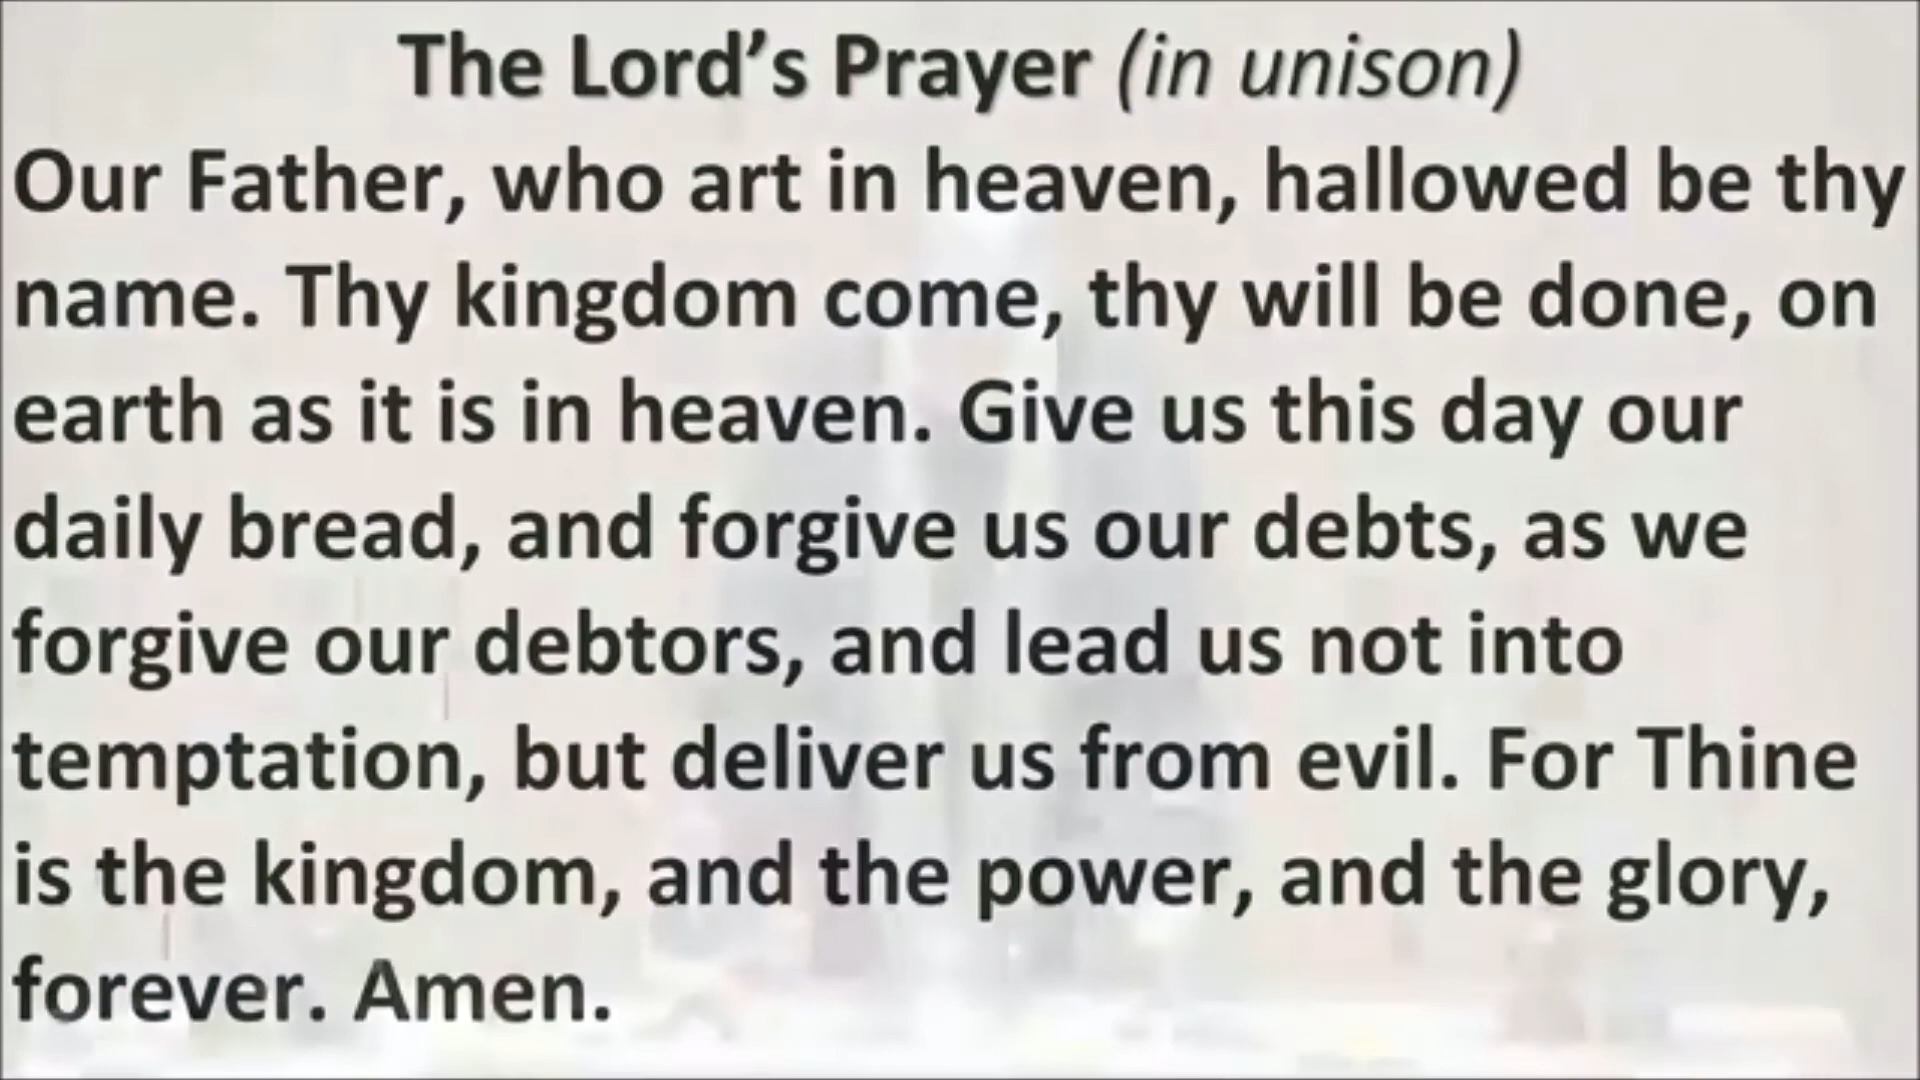 The Lord’s Prayer (in unison)
Our Father, who art in heaven, hallowed be thy
name. Thy kingdom come, thy will be done, on
earth as it is in heaven. Give us this day our
daily bread, and forgive us our debts, as we
forgive our debtors, and lead us not into
temptation, but deliver us from evil. For Thine
is the kingdom, and the power, and the glory,
forever. Amen.